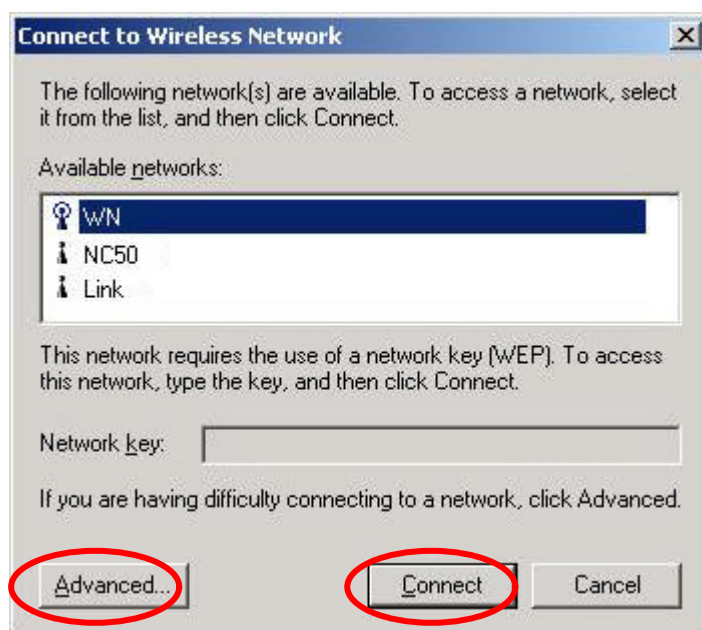 Connect to Wireless Network
The following network(s) are available. To access a network, select
it from the list, and then click Connect.
Available networks:
WN
NC50
Link
This network requires the use of a network key (WEP). To access
this network, type the key, and then click Connect.
Network key:
If you are having difficulty connecting to a network, click Advanced.
Advanced... Connect Cancel